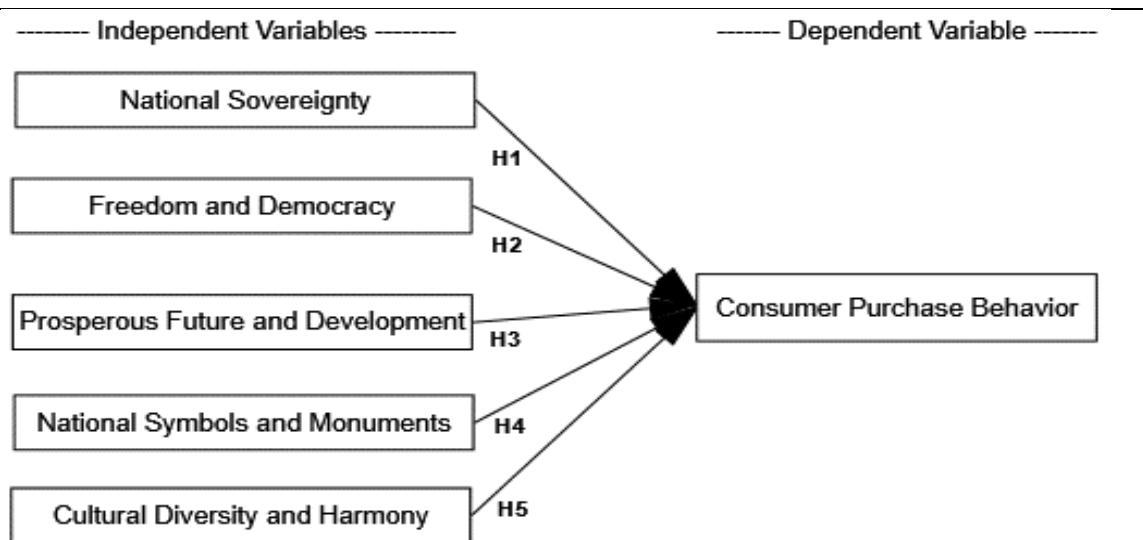 -------- Independent Variables ---------
------- Dependent Variable -------
National Sovereignty
H1
Freedom and Democracy
H2
Prosperous Future and Development
H3
National Symbols and Monuments
H4
Cultural Diversity and Harmony
H5
Consumer Purchase Behavior